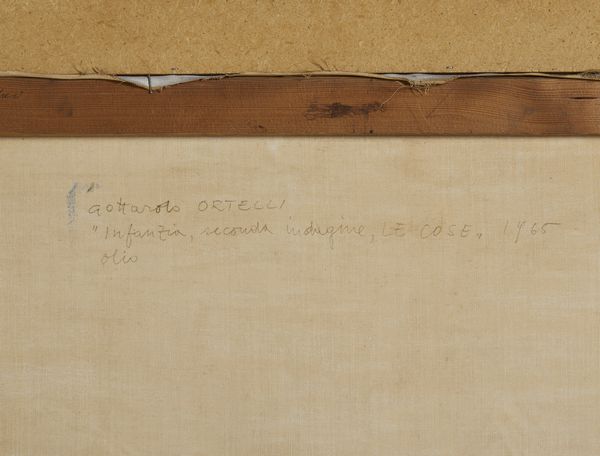 Gottardo ORTELLI
"Infanzia, seconda indagine, LE COSE" 1965
olio